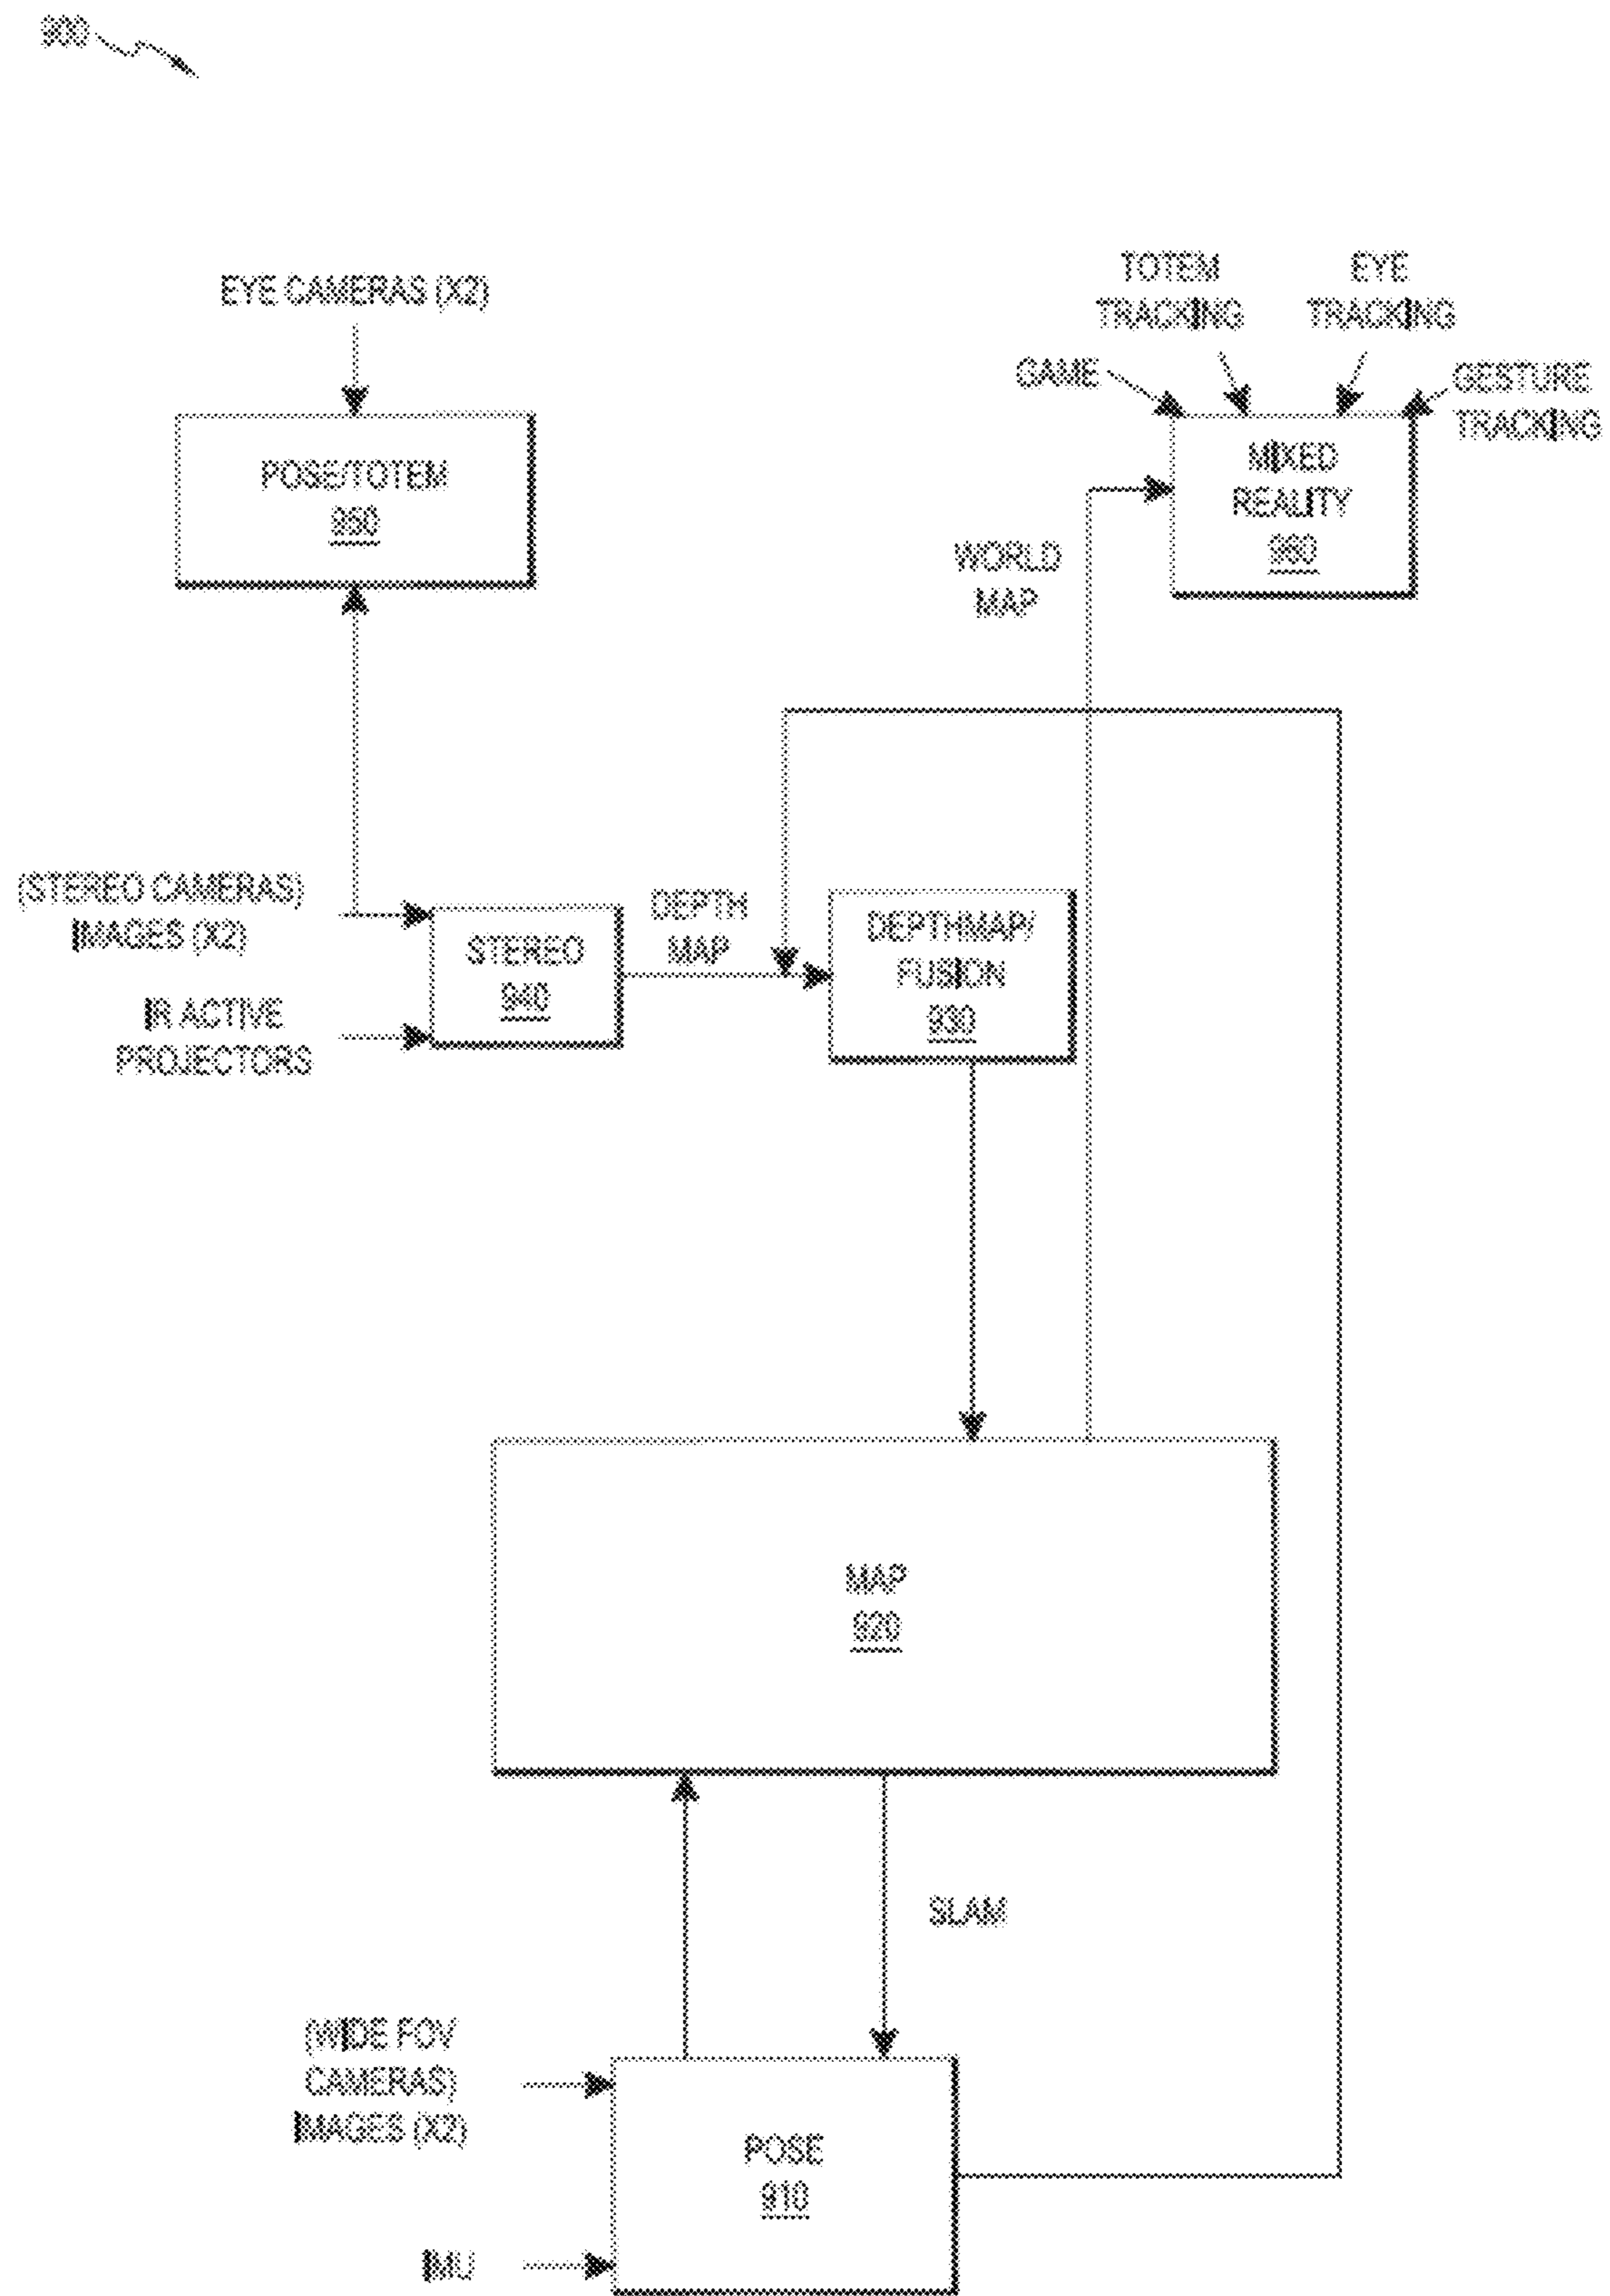 900
EYE CAMERAS (X2)
POSE/TOTEM
950
TOTEM
TRACKING
EYE
TRACKING
GAME
GESTURE
TRACKING
MIXED
REALITY
960
WORLD
MAP
(STEREO CAMERAS)
IMAGES (X2)
IR ACTIVE
PROJECTORS
STEREO
940
DEPTH
MAP
DEPTHMAP/
FUSION
930
MAP
920
SLAM
(WIDE FOV
CAMERAS)
IMAGES (X2)
POSE
910
IMU